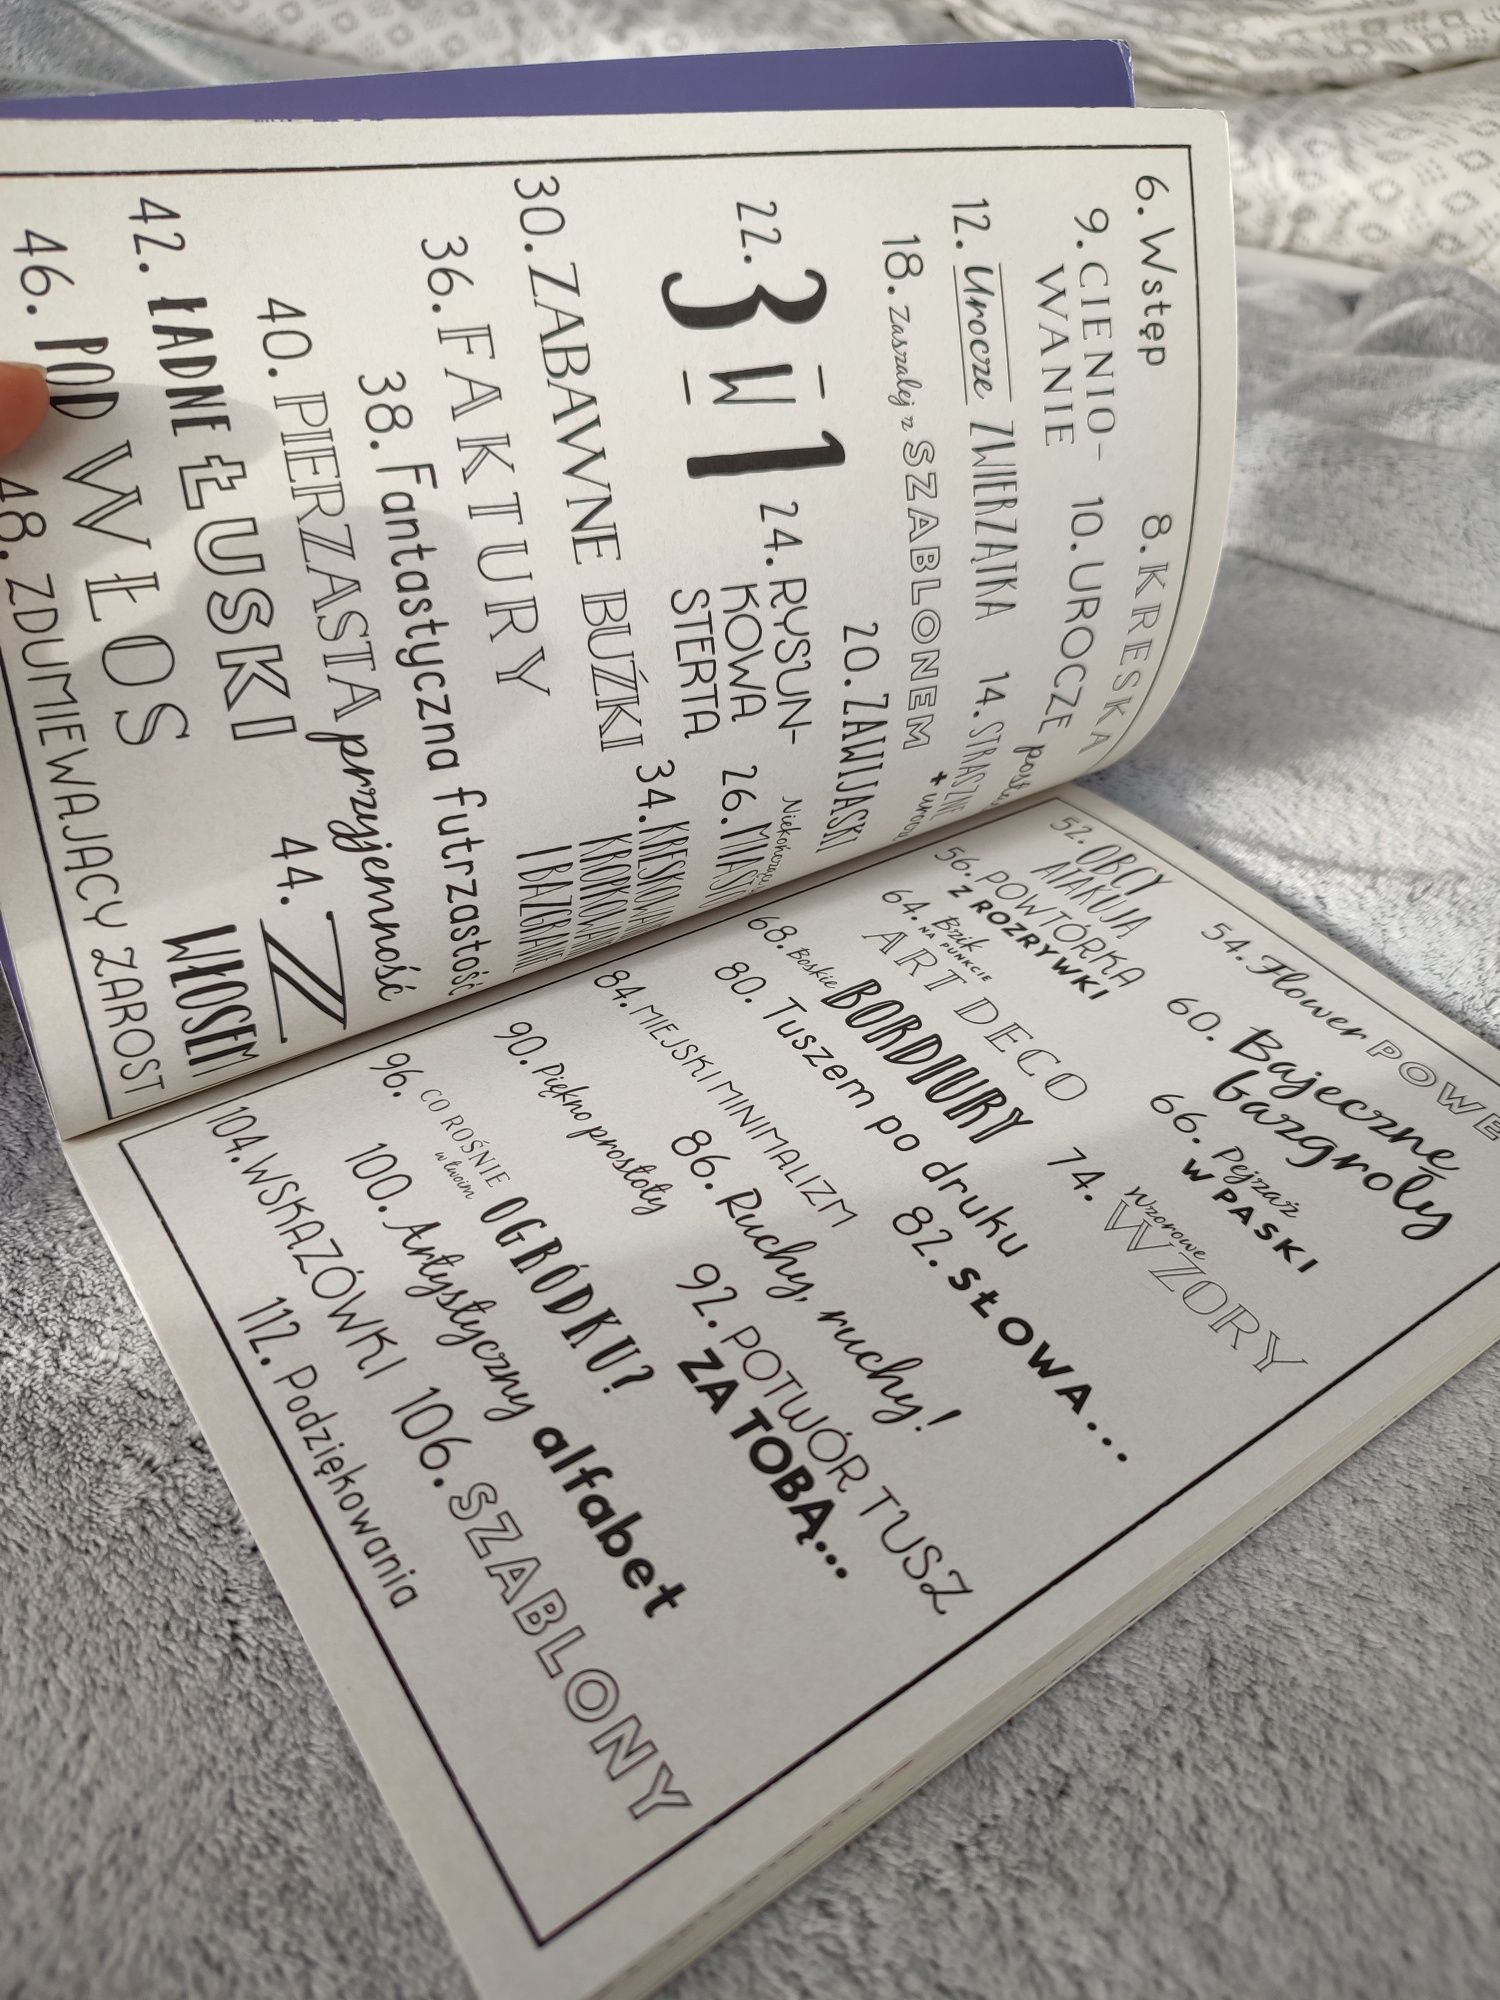 6. Wstęp
8. KRESKA
9. CIENIO-
WANIE
10. UROCZE
12. Urocze ZWIERZĄTKA
14. STRASZNE
18. Zaszalej z SZABLONEM
20. ZAWIJASKI
22. 3 W 1
24. RYSUN-
KOWA
STERTA
26. MIASTO
30. ZABAWNE BUŹKI
34. KRESKOWANIE
KROPKOWANIE
I BAZGRANIE
36. FAKTURY
38. Fantastyczna futrzastość
40. PIERZASTA przyjemność
42. ŁADNE ŁUSKI
44. Z
WŁOSEM
46. POD WŁOS
48. ZDUMIEWAJĄCY ZAROST
52. OBCY
ATAKUJĄ
54. Flower POWE
56. POWTÓRKA
Z ROZRYWKI
60. Bajeczne
bazgroły
64. Bzik
NA PUNKCIE
ART DECO
66. Pejzaż
W PASKI
68. Boskie BORDIURY
74. Wzorowe
WZORY
80. Tuszem po druku
82. SŁOWA...
84. MIEJSKI MINIMALIZM
86. Ruchy, ruchy!
90. Piękno prostoty
92. POTWÓR TUSZ
ZA TOBĄ...
96. CO ROŚNIE
w twoim
OGRÓDKU?
100. Artystyczny alfabet
104. WSKAZÓWKI
106. SZABLONY
112. Podziękowania